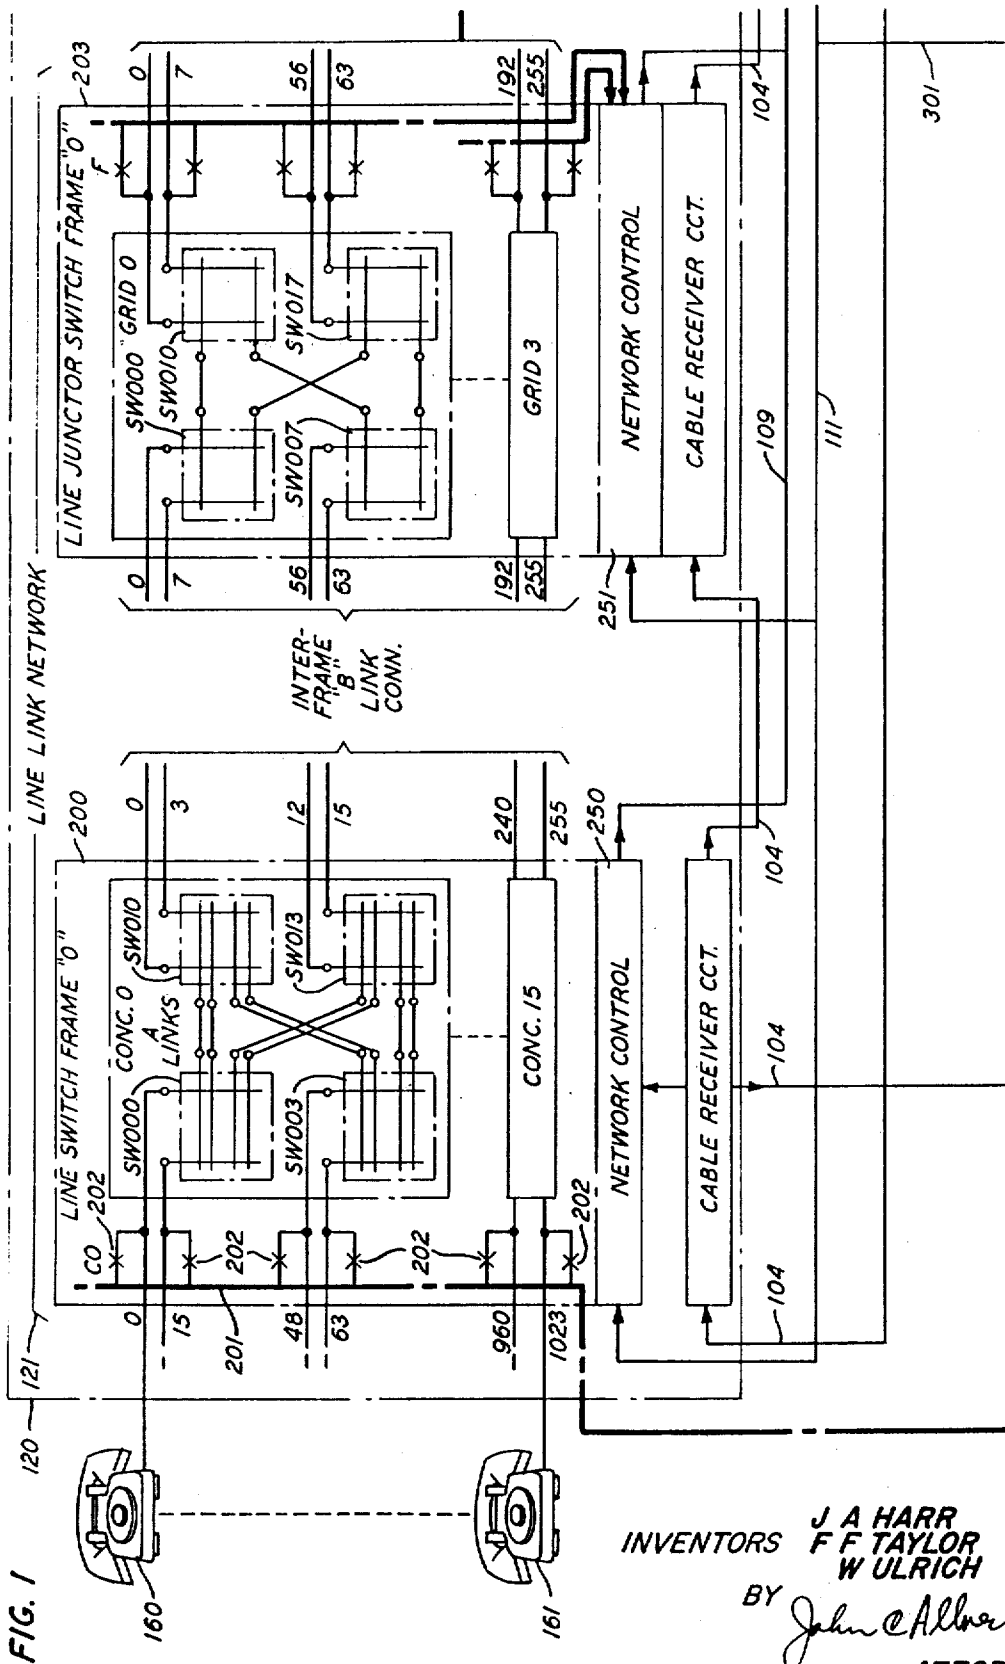 FIG. 1
120
121
LINE LINK NETWORK
LINE SWITCH FRAME "0"
200
LINE JUNCTOR SWITCH FRAME "0"
203
160
161
CO
202
0
15
201
202
48
63
202
960
1023
202
SW000
CONC. 0
A
LINKS
SW010
SW003
SW013
CONC. 15
0
3
12
15
240
255
250
NETWORK CONTROL
CABLE RECEIVER CCT.
104
104
104
INTER-
FRAME
"B"
LINK
CONN.
0
7
56
63
192
255
251
SW000
GRID 0
SW010
SW007
SW017
GRID 3
F
0
7
56
63
192
255
NETWORK CONTROL
CABLE RECEIVER CCT.
104
109
111
301
INVENTORS
J A HARR
F F TAYLOR
W ULRICH
BY